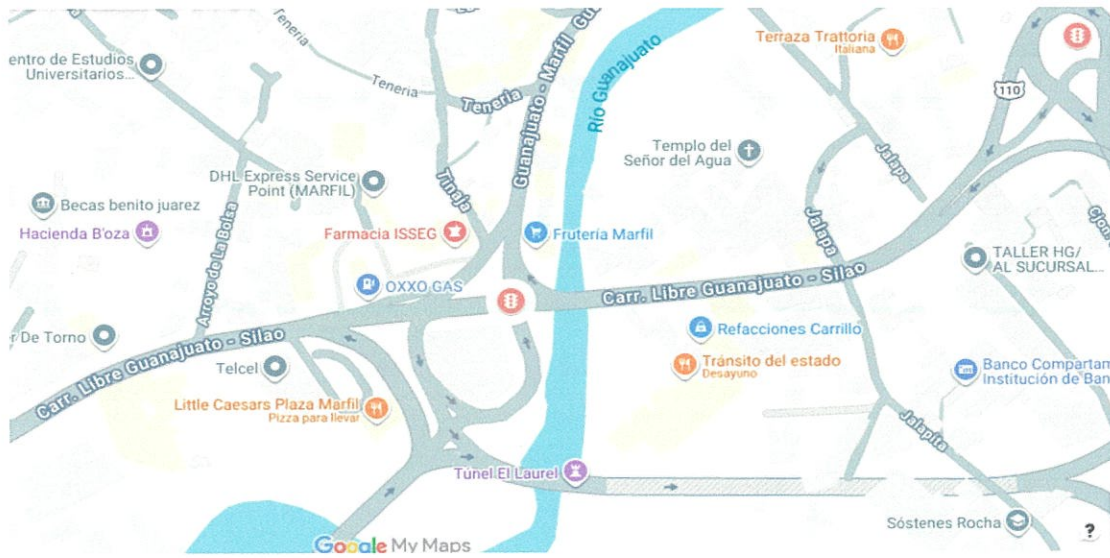 Teneria
Guanajuato - Marfil Gu
Río Guanajuato
Terraza Trattoria
Italiana
entro de Estudios
Universitarios...
Teneria
Teneria
110
Templo del
Señor del Agua
Jalapa
DHL Express Service
Point (MARFIL)
Tinaja
Becas benito juarez
Hacienda B'oza
Farmacia ISSEG
Frutería Marfil
Jalapa
Cjon.
TALLER HG/
AL SUCURSAL...
Arroyo de La Bolsa
OXXO GAS
Carr. Libre Guanajuato - Silao
Refacciones Carrillo
r De Torno
Carr. Libre Guanajuato - Silao
Telcel
Tránsito del estado
Desayuno
Banco Compartam
Institución de Ban
Little Caesars Plaza Marfil
Pizza para llevar
Jalapita
Túnel El Laurel
Sóstenes Rocha
Google My Maps
?